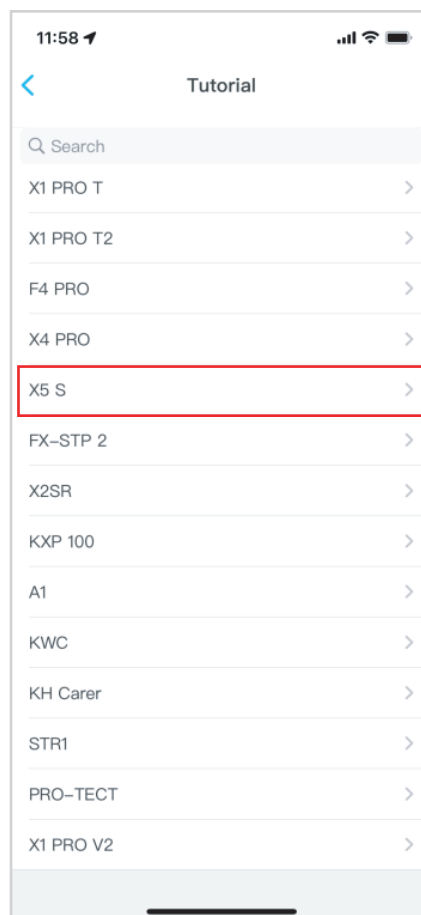 11:58
Tutorial
Search
X1 PRO T
X1 PRO T2
F4 PRO
X4 PRO
X5 S
FX-STP 2
X2SR
KXP 100
A1
KWC
KH Carer
STR1
PRO-TECT
X1 PRO V2